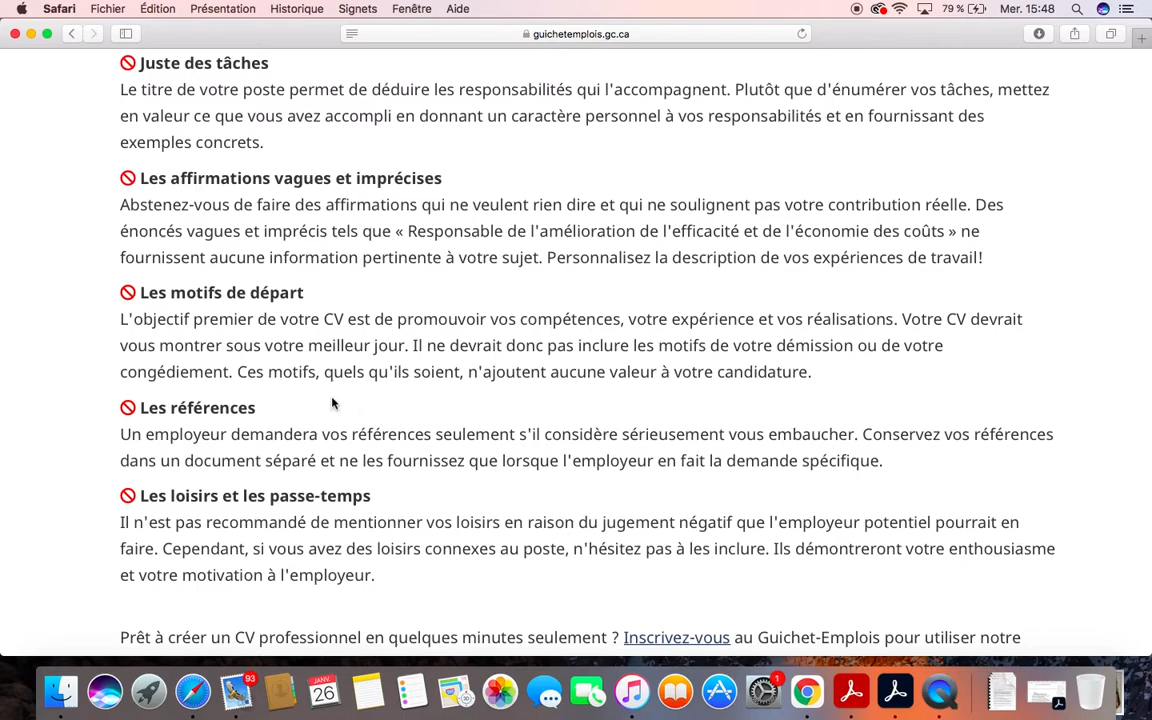 Safari Fichier Édition Présentation Historique Signets Fenêtre Aide 79 % Mer. 15:48
guichetemplois.gc.ca
Juste des tâches
Le titre de votre poste permet de déduire les responsabilités qui l'accompagnent. Plutôt que d'énumérer vos tâches, mettez
en valeur ce que vous avez accompli en donnant un caractère personnel à vos responsabilités et en fournissant des
exemples concrets.
Les affirmations vagues et imprécises
Abstenez-vous de faire des affirmations qui ne veulent rien dire et qui ne soulignent pas votre contribution réelle. Des
énoncés vagues et imprécis tels que « Responsable de l'amélioration de l'efficacité et de l'économie des coûts » ne
fournissent aucune information pertinente à votre sujet. Personnalisez la description de vos expériences de travail!
Les motifs de départ
L'objectif premier de votre CV est de promouvoir vos compétences, votre expérience et vos réalisations. Votre CV devrait
vous montrer sous votre meilleur jour. Il ne devrait donc pas inclure les motifs de votre démission ou de votre
congédiement. Ces motifs, quels qu'ils soient, n'ajoutent aucune valeur à votre candidature.
Les références
Un employeur demandera vos références seulement s'il considère sérieusement vous embaucher. Conservez vos références
dans un document séparé et ne les fournissez que lorsque l'employeur en fait la demande spécifique.
Les loisirs et les passe-temps
Il n'est pas recommandé de mentionner vos loisirs en raison du jugement négatif que l'employeur potentiel pourrait en
faire. Cependant, si vous avez des loisirs connexes au poste, n'hésitez pas à les inclure. Ils démontreront votre enthousiasme
et votre motivation à l'employeur.
Prêt à créer un CV professionnel en quelques minutes seulement ? Inscrivez-vous au Guichet-Emplois pour utiliser notre
93
JANV.
26
1